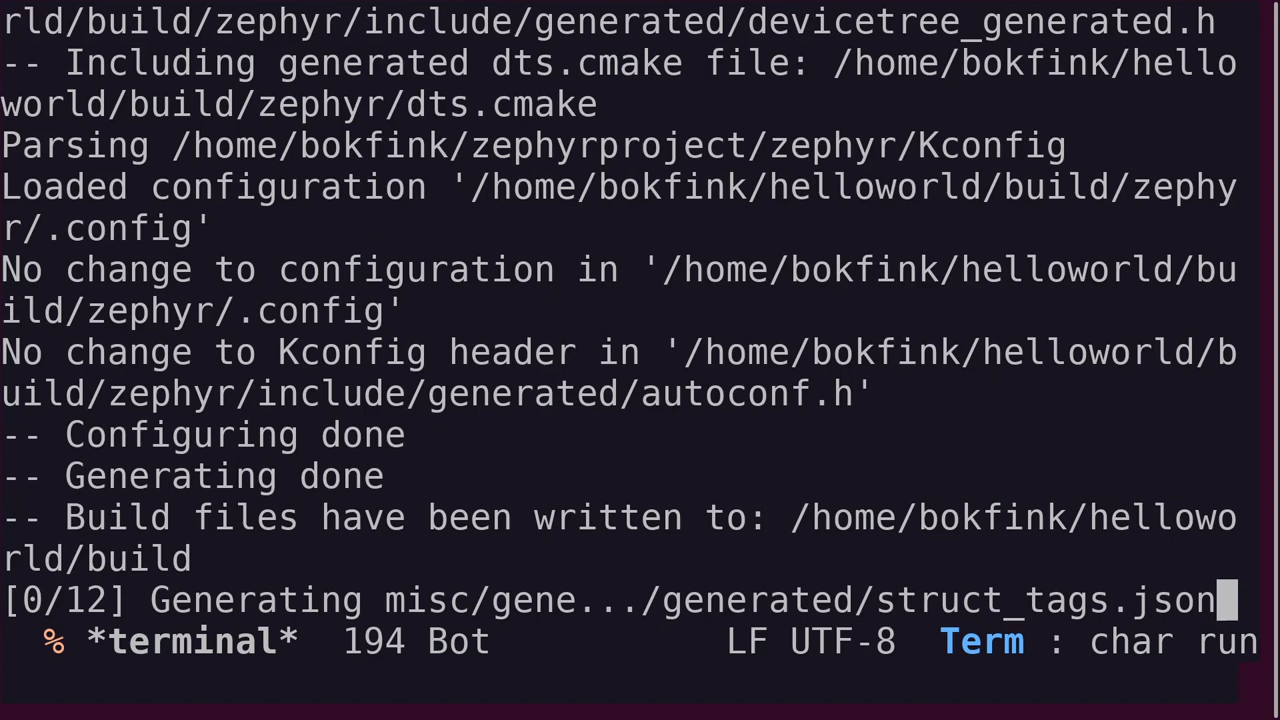 rld/build/zephyr/include/generated/devicetree_generated.h
-- Including generated dts.cmake file: /home/bokfink/hello
world/build/zephyr/dts.cmake
Parsing /home/bokfink/zephyrproject/zephyr/Kconfig
Loaded configuration '/home/bokfink/helloworld/build/zephy
r/.config'
No change to configuration in '/home/bokfink/helloworld/bu
ild/zephyr/.config'
No change to Kconfig header in '/home/bokfink/helloworld/b
uild/zephyr/include/generated/autoconf.h'
-- Configuring done
-- Generating done
-- Build files have been written to: /home/bokfink/hellowo
rld/build
[0/12] Generating misc/gene.../generated/struct_tags.json
% *terminal* 194 Bot LF UTF-8 Term : char run